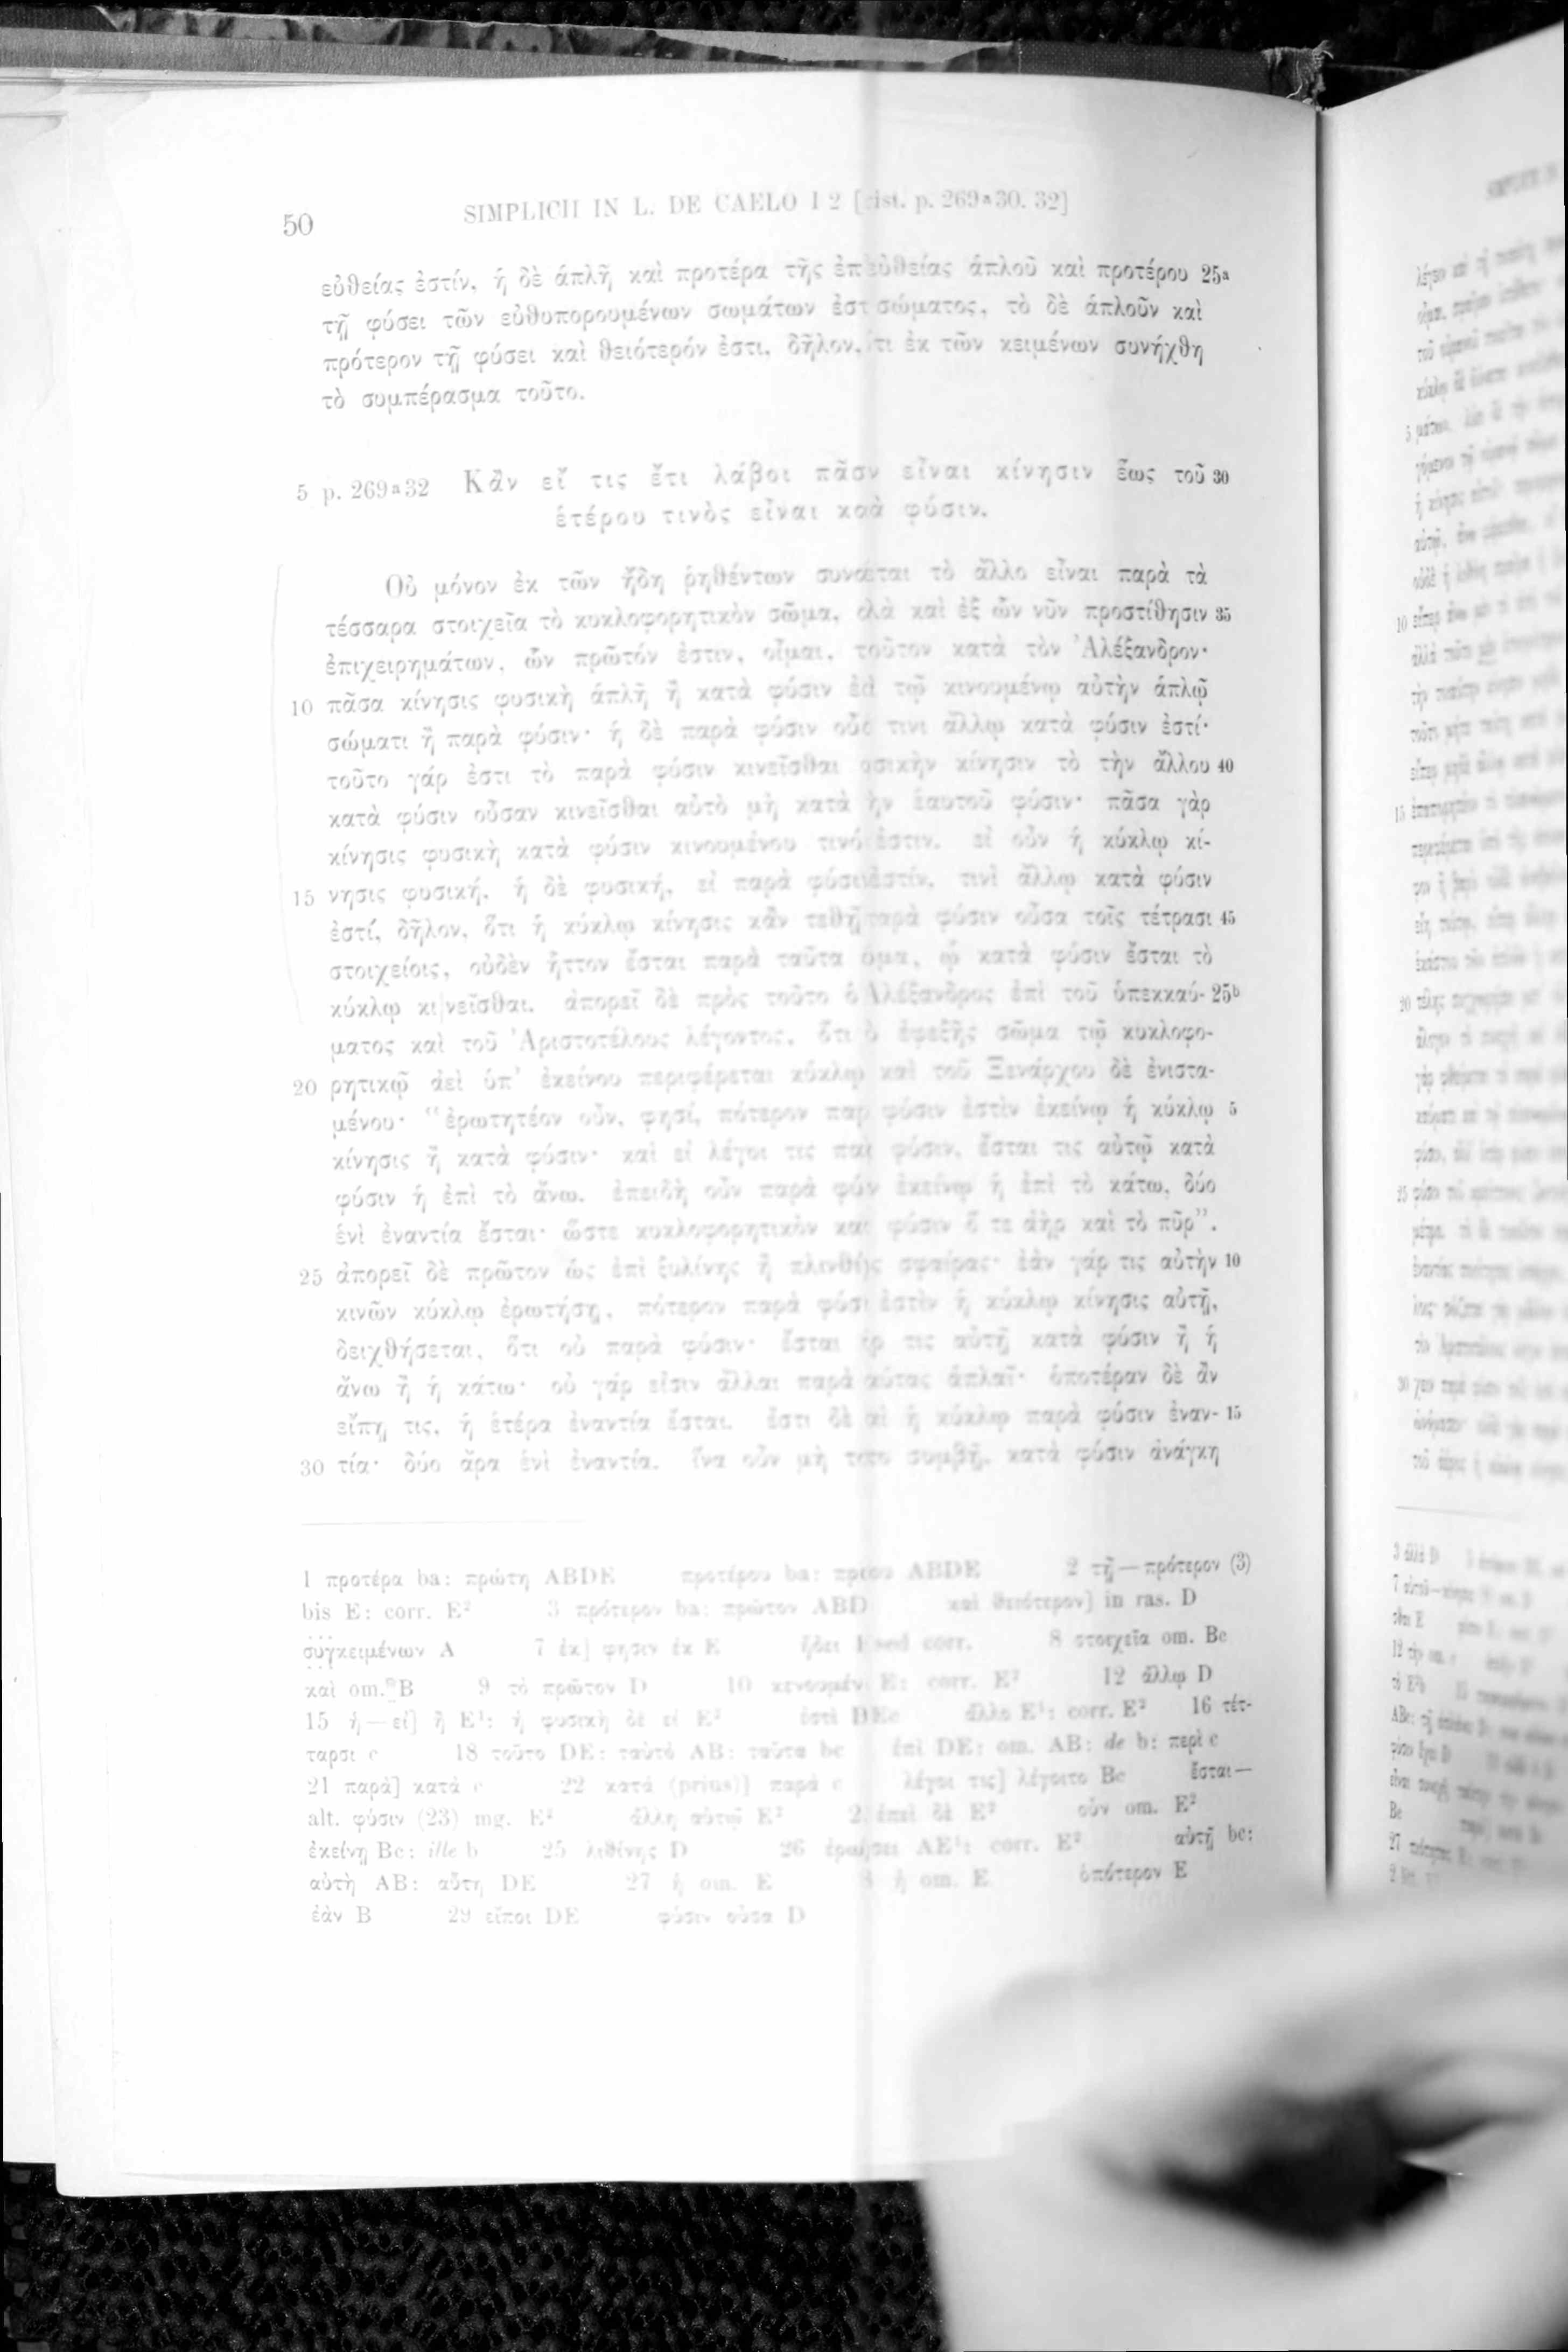 50 SIMPLICII IN L. DE CAELO I 2 p. 269ᵃ30. 32]
εὐθείας ἐστίν, ἡ δὲ ἁπλῆ καὶ προτέρα τῆς ἐπ' εὐθείας ἁπλοῦ καὶ προτέρου 25ᵃ
τῇ φύσει τῶν εὐθυπορουμένων σωμάτων ἐστὶ σώματος, τὸ δὲ ἁπλοῦν καὶ
πρότερον τῇ φύσει καὶ θειότερόν ἐστι, δῆλον, ὅτι ἐκ τῶν κειμένων συνήχθη
τὸ συμπέρασμα τοῦτο.
5 p. 269ᵃ32 Κἂν εἴ τις ἔτι λάβοι πᾶσαν εἶναι κίνησιν ἕως τοῦ 30
ἑτέρου τινὸς εἶναι κατὰ φύσιν.
Οὐ μόνον ἐκ τῶν ἤδη ῥηθέντων τὸ ἄλλο εἶναι παρὰ τὰ
τέσσαρα στοιχεῖα τὸ κυκλοφορητικὸν σῶμα, ἀλλὰ καὶ ἐξ ὧν νῦν προστίθησιν 35
ἐπιχειρημάτων, ὧν πρῶτόν ἐστιν, οἶμαι, τοῦτον κατὰ τὸν Ἀλέξανδρον·
10 πᾶσα κίνησις φυσικὴ ἁπλῆ ἢ κατὰ φύσιν ἐστὶ τῷ κινουμένῳ αὐτὴν ἁπλῷ
σώματι ἢ παρὰ φύσιν· ἡ δὲ παρὰ φύσιν οὖσά τινι ἄλλῳ κατὰ φύσιν ἐστί·
τοῦτο γάρ ἐστι τὸ παρὰ φύσιν κινεῖσθαι φυσικὴν κίνησιν τὸ τὴν ἄλλου 40
κατὰ φύσιν οὖσαν κινεῖσθαι αὐτὸ μὴ κατὰ τὴν ἑαυτοῦ φύσιν· πᾶσα γὰρ
κίνησις φυσικὴ κατὰ φύσιν κινουμένου τινός ἐστιν. εἰ οὖν ἡ κύκλῳ κί-
15 νησις φυσική, ἡ δὲ φυσική, εἰ παρὰ φύσιν ἐστίν, τινὶ ἄλλῳ κατὰ φύσιν
ἐστί, δῆλον, ὅτι ἡ κύκλῳ κίνησις κἂν τεθῇ παρὰ φύσιν οὖσα τοῖς τέτρασι 45
στοιχείοις, οὐδὲν ἧττον ἔσται παρὰ ταῦτα σῶμα, ᾧ κατὰ φύσιν ἔσται τὸ
κύκλῳ κινεῖσθαι. ἀπορεῖ δὲ πρὸς τοῦτο ὁ Ἀλέξανδρος ἐπὶ τοῦ ὑπεκκαύ- 25ᵇ
ματος καὶ τοῦ Ἀριστοτέλους λέγοντος, ὅτι τὸ ἐφεξῆς σῶμα τῷ κυκλοφο-
20 ρητικῷ ἀεὶ ὑπ' ἐκείνου περιφέρεται κύκλῳ καὶ τοῦ Ξενάρχου δὲ ἐνιστα-
μένου· “ἐρωτητέον οὖν, φησί, πότερον παρὰ φύσιν ἐστὶν ἐκείνῳ ἡ κύκλῳ 5
κίνησις ἢ κατὰ φύσιν· καὶ εἰ λέγοι τις παρὰ φύσιν, ἔσται τις αὐτῷ κατὰ
φύσιν ἡ ἐπὶ τὸ ἄνω. ἐπειδὴ οὖν παρὰ φύσιν ἐκείνῳ ἡ ἐπὶ τὸ κάτω, δύο
ἑνὶ ἐναντία ἔσται· ὥστε κυκλοφορητικὸν κατὰ φύσιν ὅ τε ἀὴρ καὶ τὸ πῦρ”.
25 ἀπορεῖ δὲ πρῶτον ὡς ἐπὶ ξυλίνης ἢ πλινθίνης σφαίρας· ἐὰν γάρ τις αὐτὴν 10
κινῶν κύκλῳ ἐρωτήσῃ, πότερον παρὰ φύσιν ἐστὶν ἡ κύκλῳ κίνησις αὐτῇ,
δειχθήσεται, ὅτι οὐ παρὰ φύσιν· ἔσται γάρ τις αὐτῇ κατὰ φύσιν ἢ ἡ
ἄνω ἢ ἡ κάτω· οὐ γάρ εἰσιν ἄλλαι παρὰ αὐτὰς ἁπλαῖ· ὁποτέραν δὲ ἂν
εἴπῃ τις, ἡ ἑτέρα ἐναντία ἔσται. ἔστι δὲ καὶ ἡ κύκλῳ παρὰ φύσιν ἐναν- 15
30 τία· δύο ἄρα ἑνὶ ἐναντία. ἵνα οὖν μὴ τοῦτο συμβῇ, κατὰ φύσιν ἀνάγκη
1 προτέρα ba: πρώτη ABDE προτέρου ba: πρώτου ABDE 2 τῇ—πρότερον (3)
bis E: corr. E² 3 πρότερον ba: πρῶτον ABD καὶ θειότερον] in ras. D
συγκειμένων A 7 ἐκ] φησιν ἐκ E E sed corr. 8 στοιχεῖα om. Bc
καὶ om. B 9 τὸ πρῶτον D 10 E: corr. E² 12 ἄλλῳ D
15 ἡ—εἰ] ἢ E¹: ἡ φυσικὴ δὲ εἰ E² ἐστὶ DEc ἄλλο E¹: corr. E² 16 τέτ-
ταρσι c 18 τοῦτο DE: ταὐτὸ AB: ταῦτα bc ἐπὶ DE: om. AB: de b: περὶ c
21 παρὰ] κατὰ c 22 κατὰ (prius)] παρὰ c λέγοι τις] λέγοιτο Bc ἔσται—
alt. φύσιν (23) mg. E² ἄλλη αὐτῷ E² ἐπεὶ δὲ E² οὖν om. E²
ἐκείνῃ Bc: ille b 25 λιθίνης D 26 AE¹: corr. E² αὐτῇ bc:
αὐτὴ AB: αὕτη DE 27 ἡ om. E ἡ om. E ὁπότερον E
ἐὰν B 29 εἴποι DE φύσιν οὖσα D